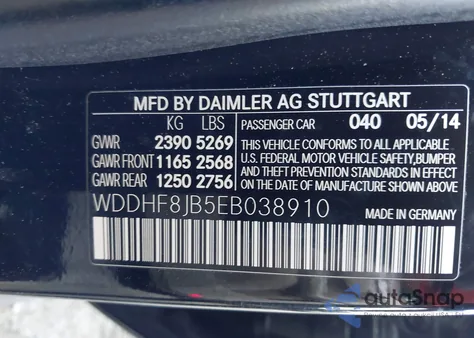 MFD BY DAIMLER AG STUTTGART
KG LBS PASSENGER CAR 040 05/14
GVWR 2390 5269 THIS VEHICLE CONFORMS TO ALL APPLICABLE
GAWR FRONT 1165 2568 U.S. FEDERAL MOTOR VEHICLE SAFETY,BUMPER
GAWR REAR 1250 2756 AND THEFT PREVENTION STANDARDS IN EFFECT
ON THE DATE OF MANUFACTURE SHOWN ABOVE.
WDDHF8JB5EB038910 MADE IN GERMANY
autoSnap